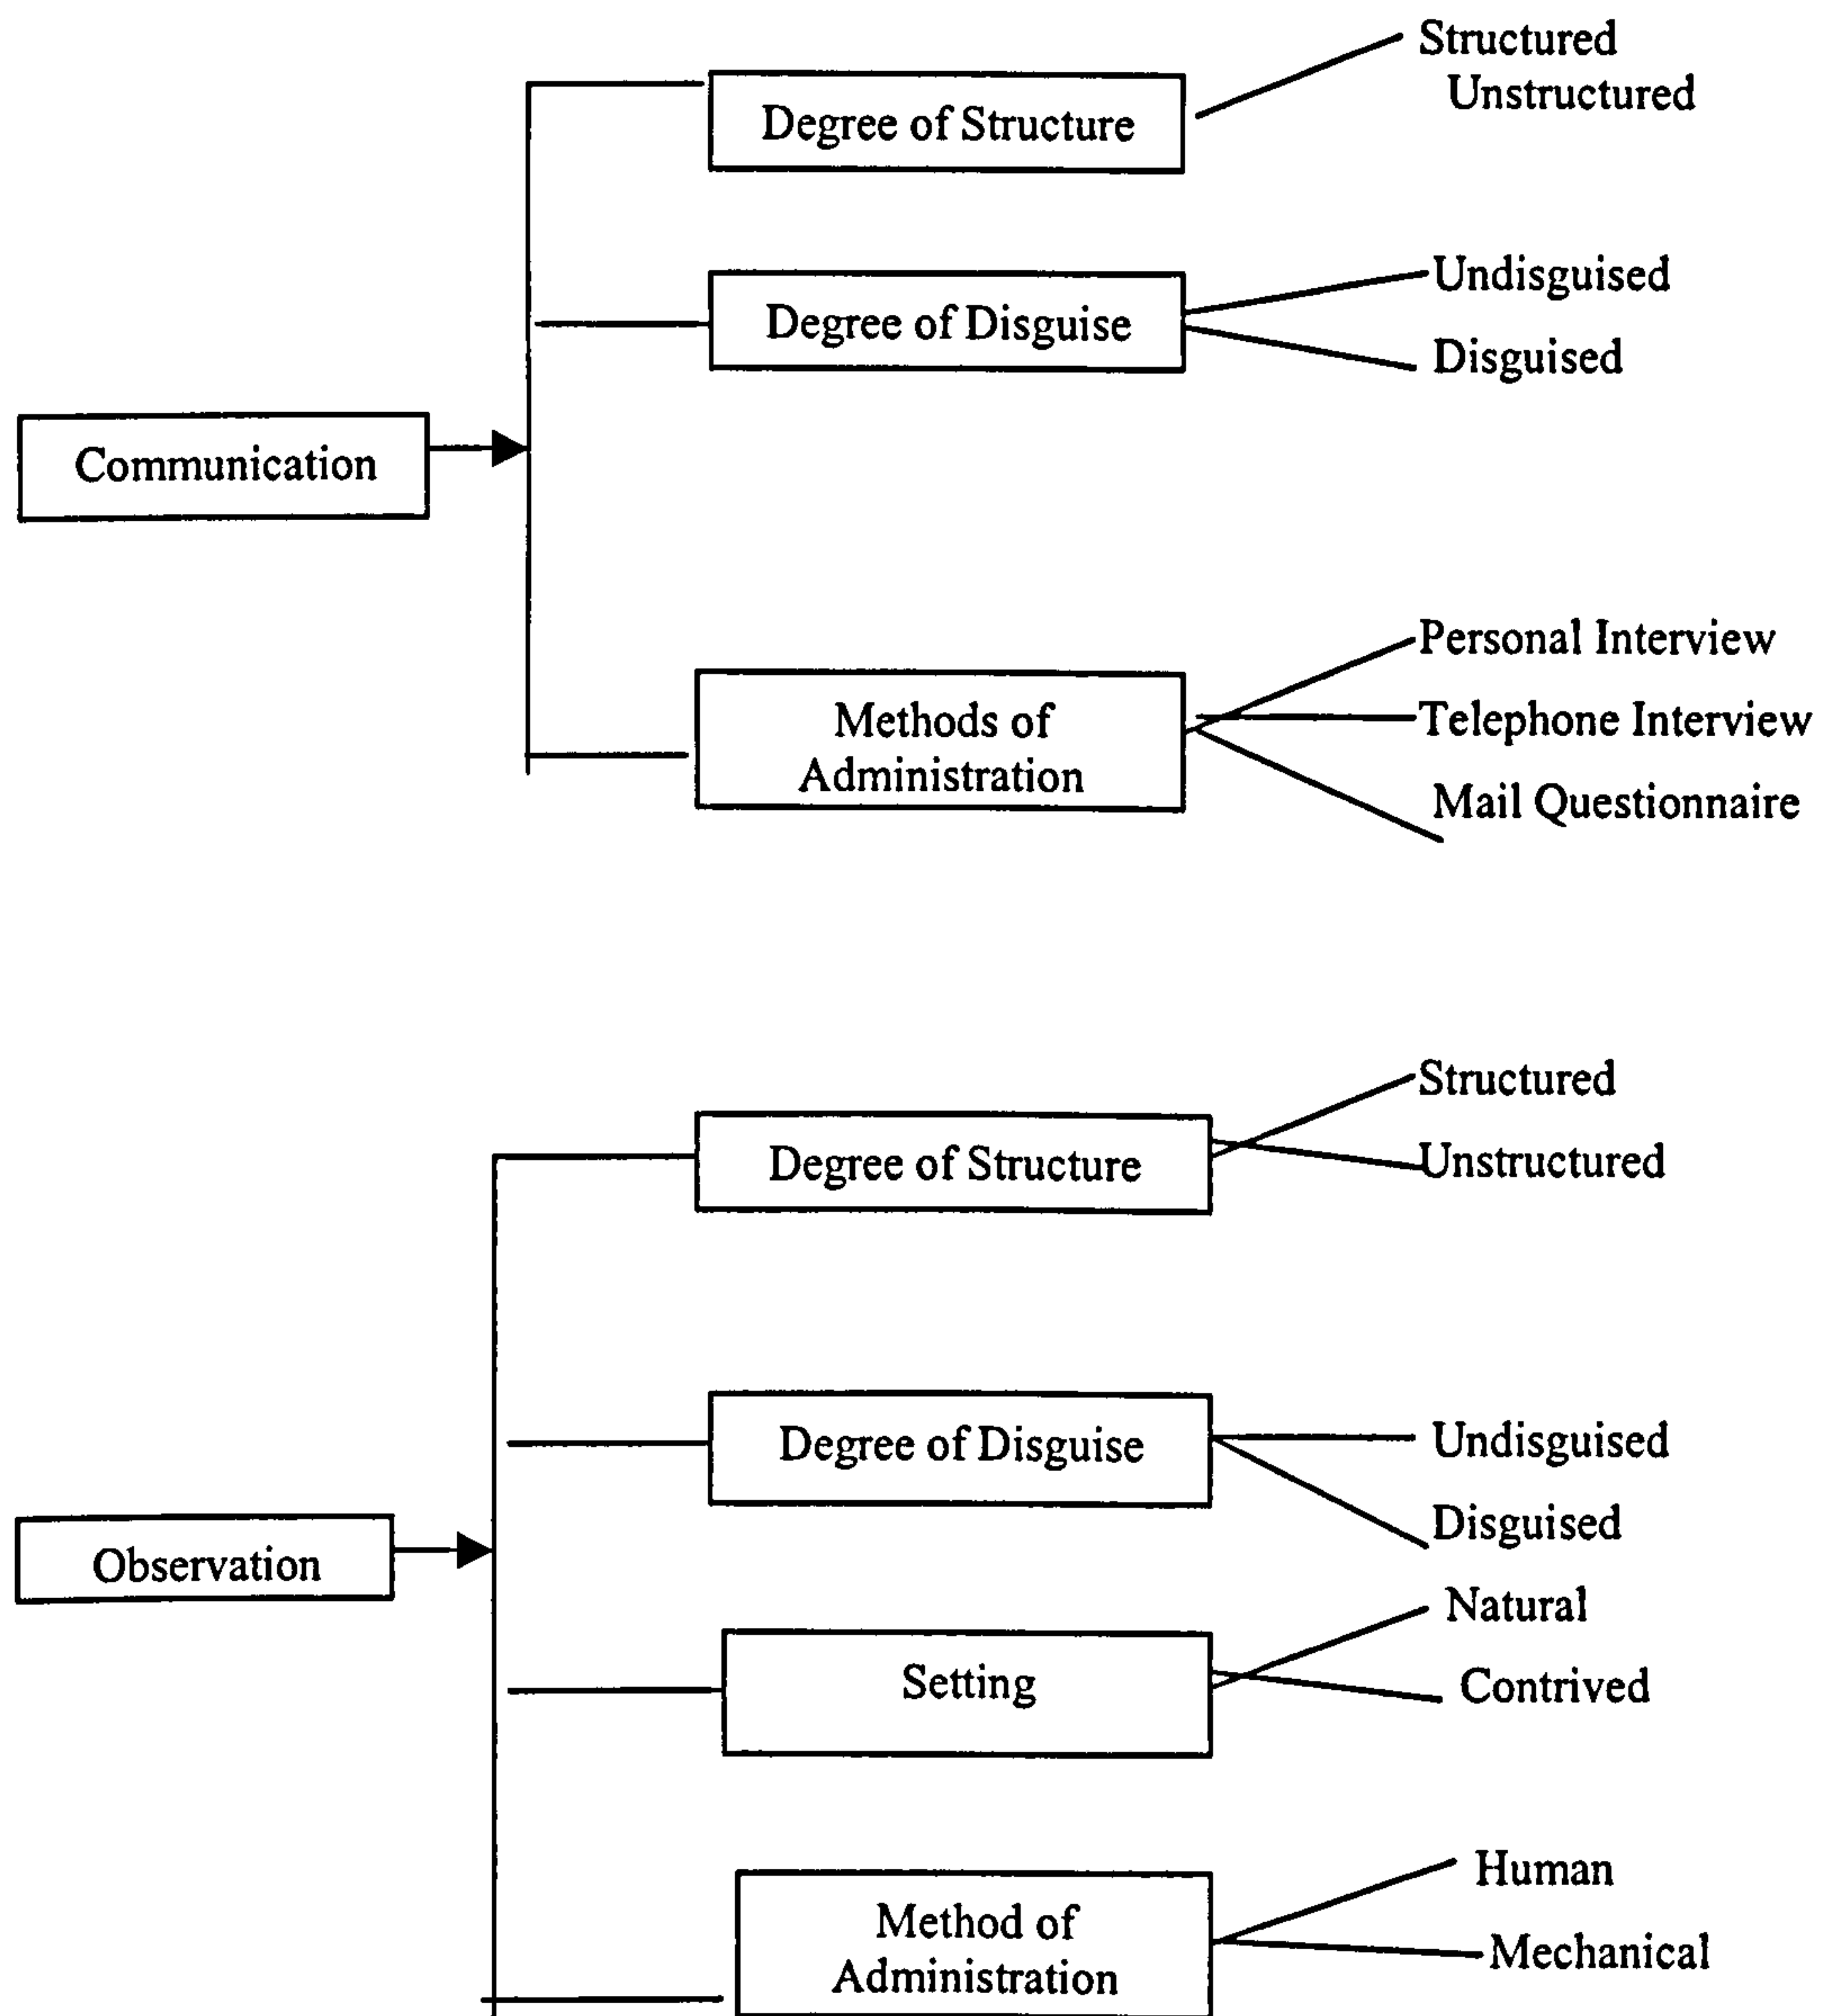 Structured
Unstructured
Degree of Structure
Undisguised
Degree of Disguise
Disguised
Communication
Personal Interview
Methods of
Administration
Telephone Interview
Mail Questionnaire
Structured
Degree of Structure
Unstructured
Degree of Disguise
Undisguised
Disguised
Observation
Natural
Setting
Contrived
Human
Method of
Administration
Mechanical